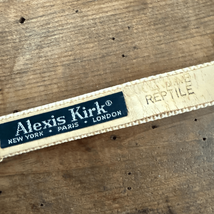 Alexis Kirk®
NEW YORK • PARIS • LONDON
REPTILE